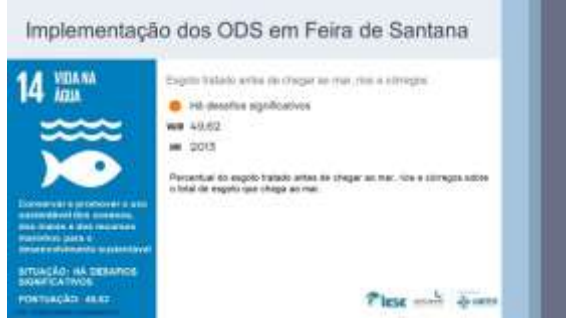 Implementação dos ODS em Feira de Santana
14 VIDA NA
ÁGUA
Conservar e promover o uso
sustentável dos oceanos,
dos mares e dos recursos
marinhos para o
desenvolvimento sustentável
SITUAÇÃO: HÁ DESAFIOS
SIGNIFICATIVOS
PONTUAÇÃO: 49.62
Esgoto tratado antes de chegar ao mar, rios e córregos
Há desafios significativos
49,62
2013
Percentual do esgoto tratado antes de chegar ao mar, rios e córregos sobre
o total de esgoto que chega ao mar.